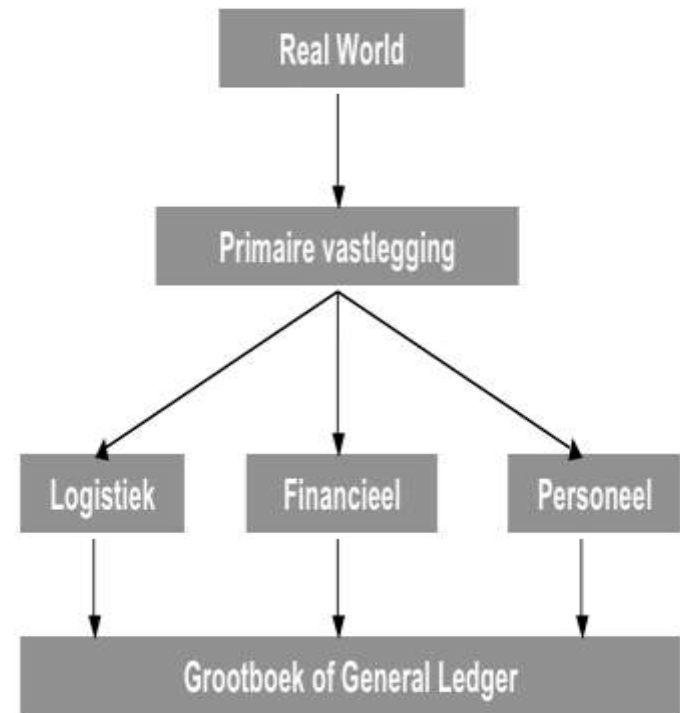 Real World
Primaire vastlegging
Logistiek
Financieel
Personeel
Grootboek of General Ledger